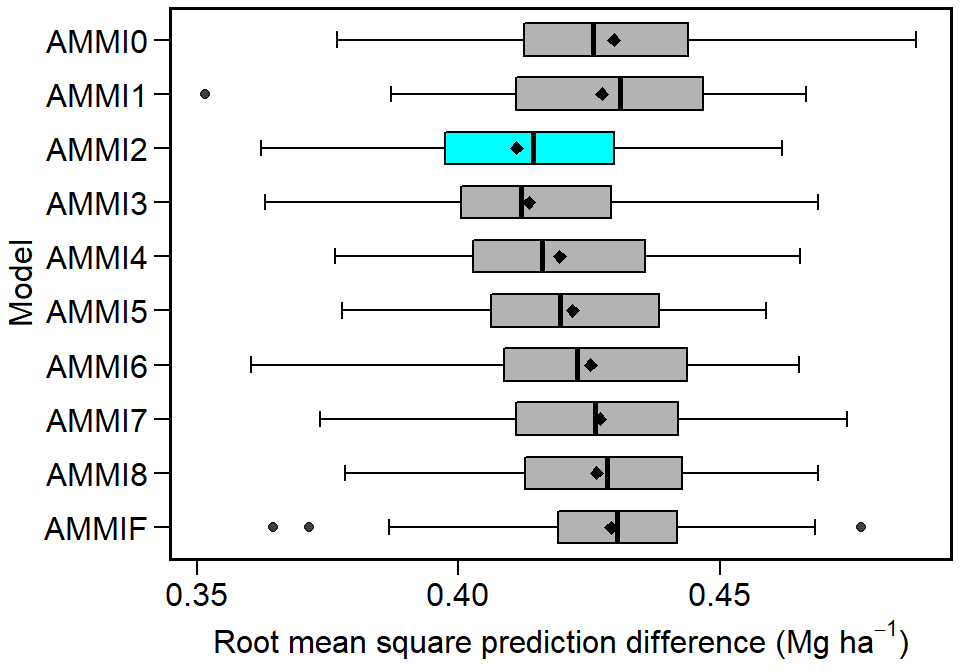 AMMI0
AMMI1
AMMI2
AMMI3
AMMI4
AMMI5
AMMI6
AMMI7
AMMI8
AMMIF
Model
0.35 0.40 0.45
Root mean square prediction difference (Mg ha⁻¹)